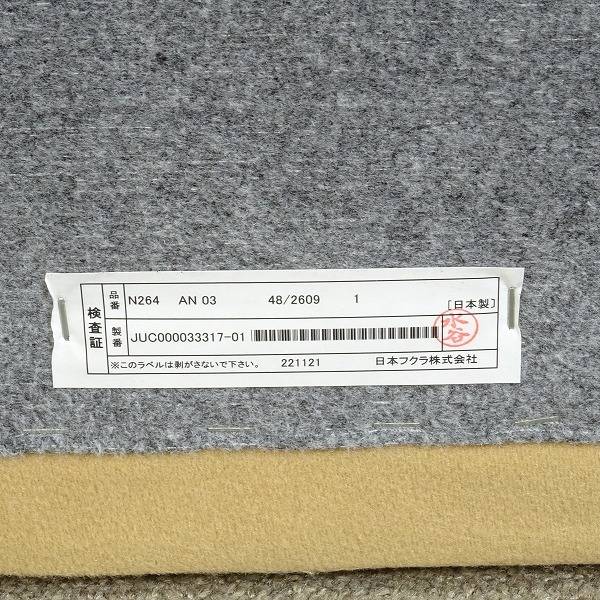 検査証
品番 N264 AN 03 48/2609 1 [日本製]
製番 JUC000033317-01
水谷
※このラベルは剥がさないで下さい。 221121 日本フクラ株式会社